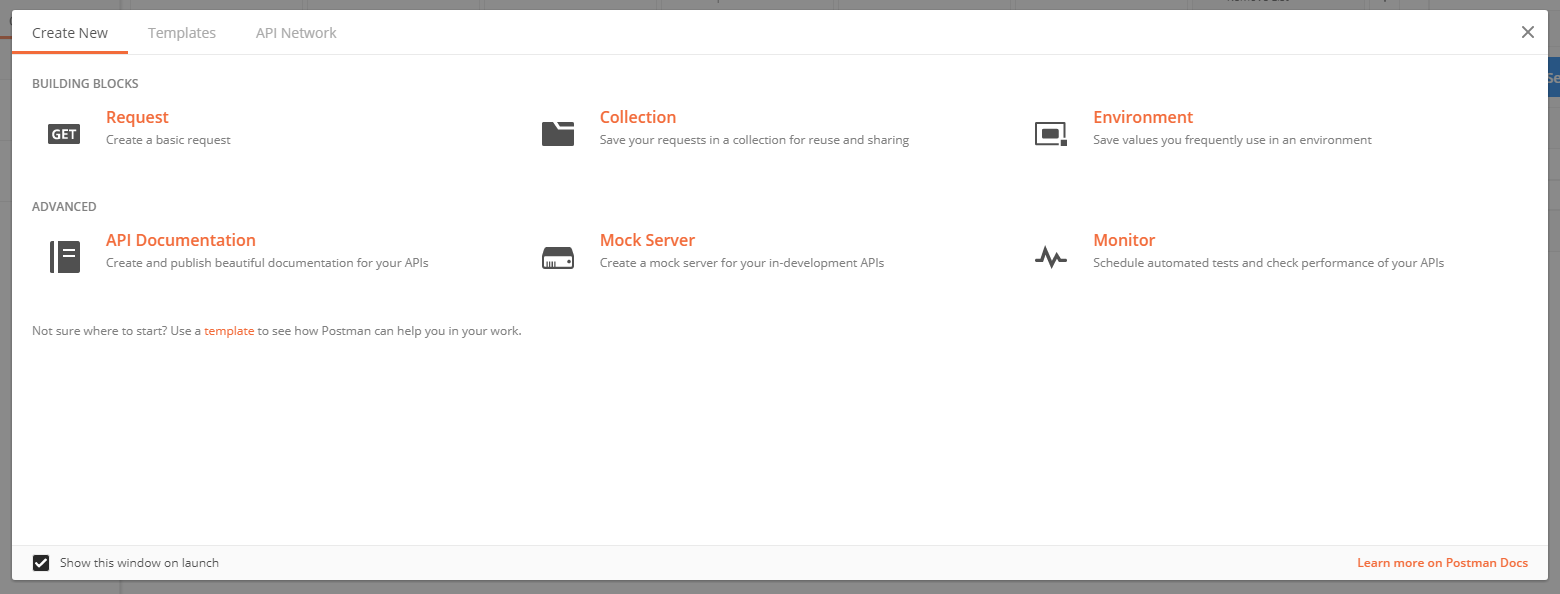 Create New
Templates
API Network
BUILDING BLOCKS
GET
Request
Create a basic request
Collection
Save your requests in a collection for reuse and sharing
Environment
Save values you frequently use in an environment
ADVANCED
API Documentation
Create and publish beautiful documentation for your APIs
Mock Server
Create a mock server for your in-development APIs
Monitor
Schedule automated tests and check performance of your APIs
Not sure where to start? Use a template to see how Postman can help you in your work.
Show this window on launch
Learn more on Postman Docs